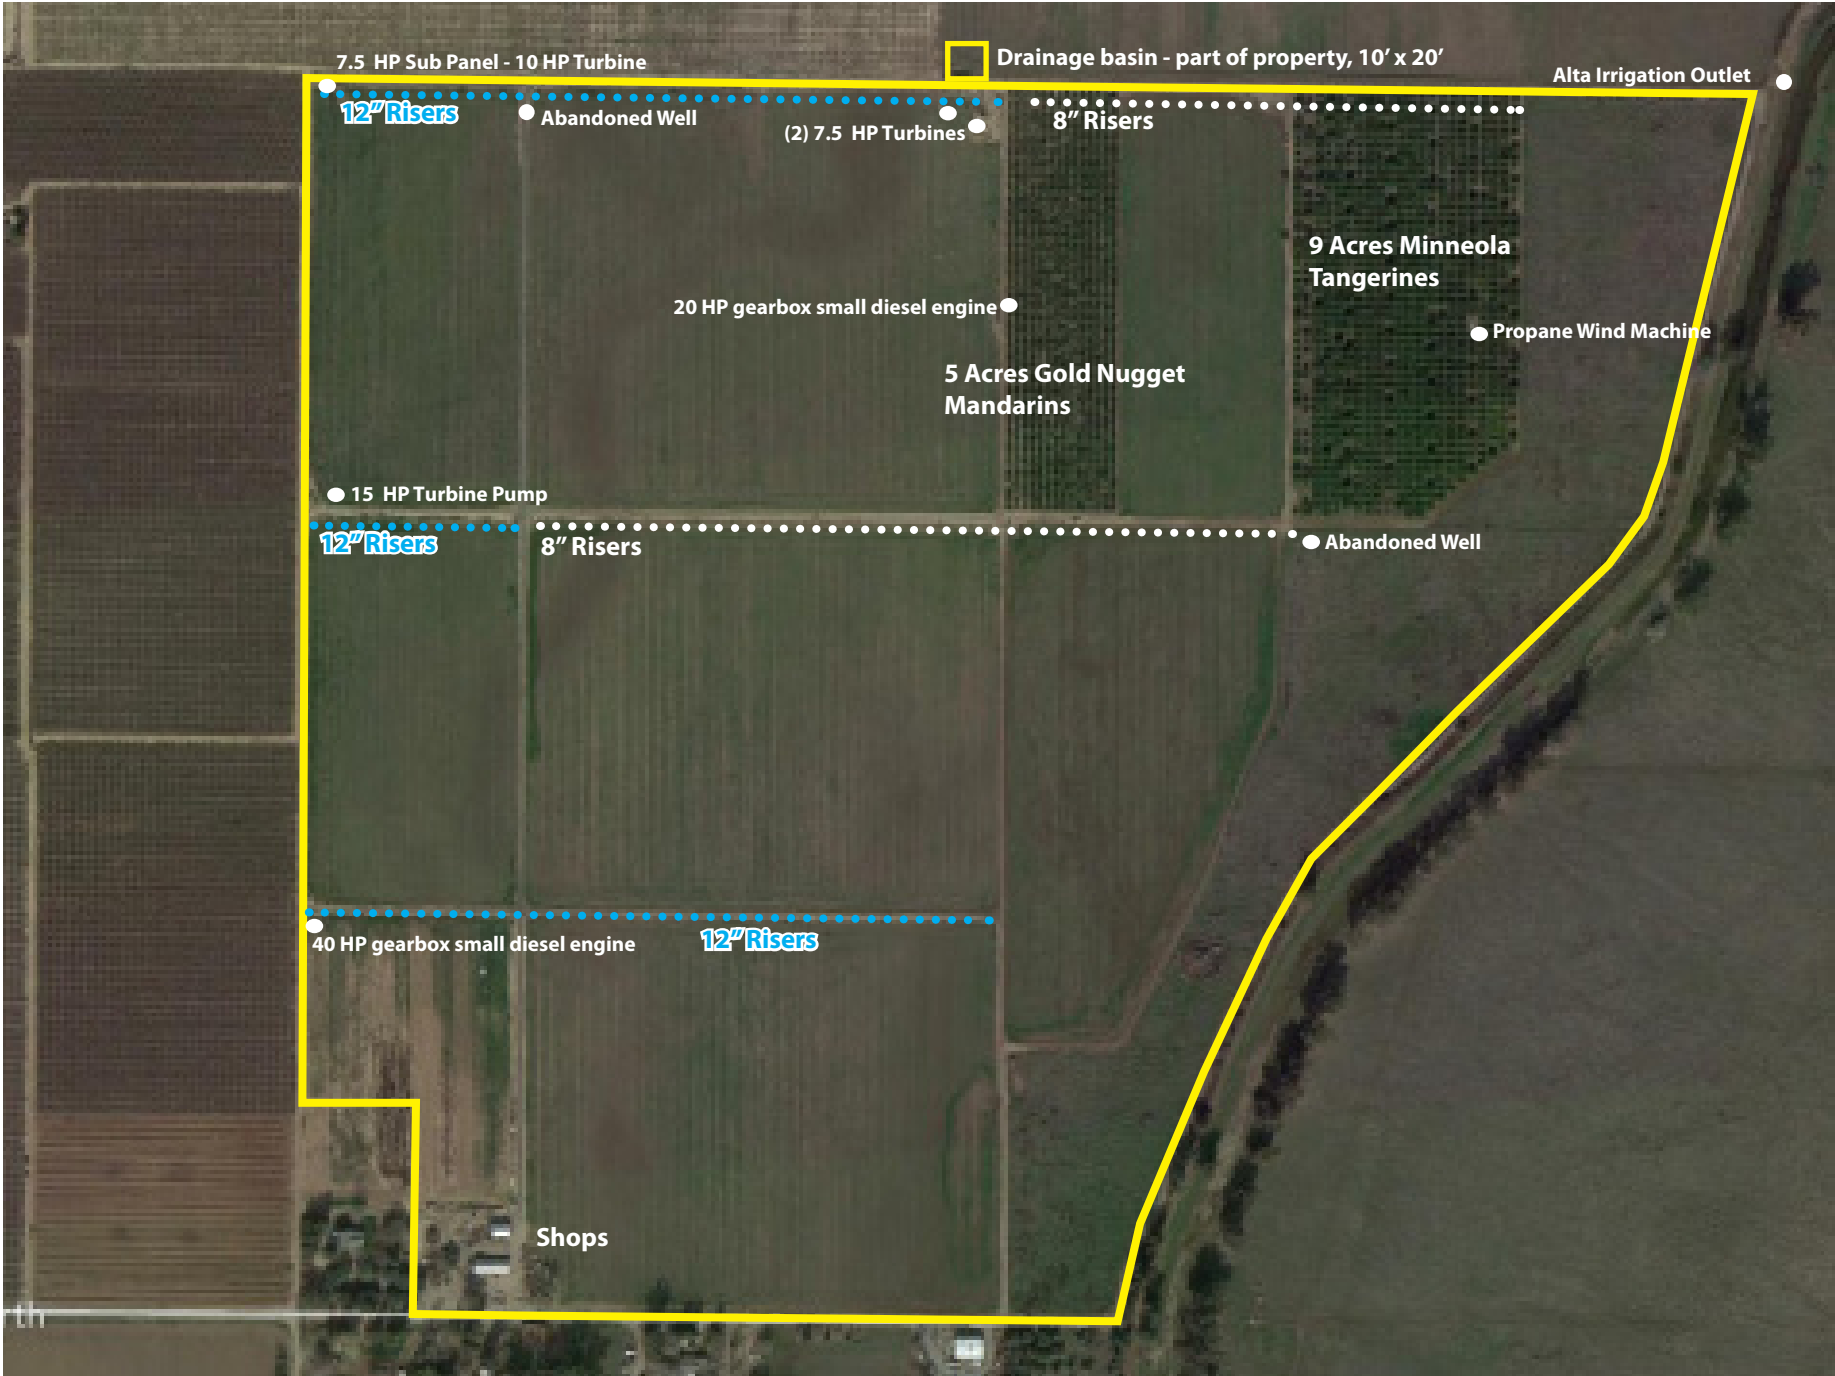 7.5 HP Sub Panel - 10 HP Turbine
Drainage basin - part of property, 10' x 20'
Alta Irrigation Outlet
12" Risers
Abandoned Well
(2) 7.5 HP Turbines
8" Risers
9 Acres Minneola
Tangerines
20 HP gearbox small diesel engine
Propane Wind Machine
5 Acres Gold Nugget
Mandarins
15 HP Turbine Pump
12" Risers
8" Risers
Abandoned Well
40 HP gearbox small diesel engine
12" Risers
Shops
rth